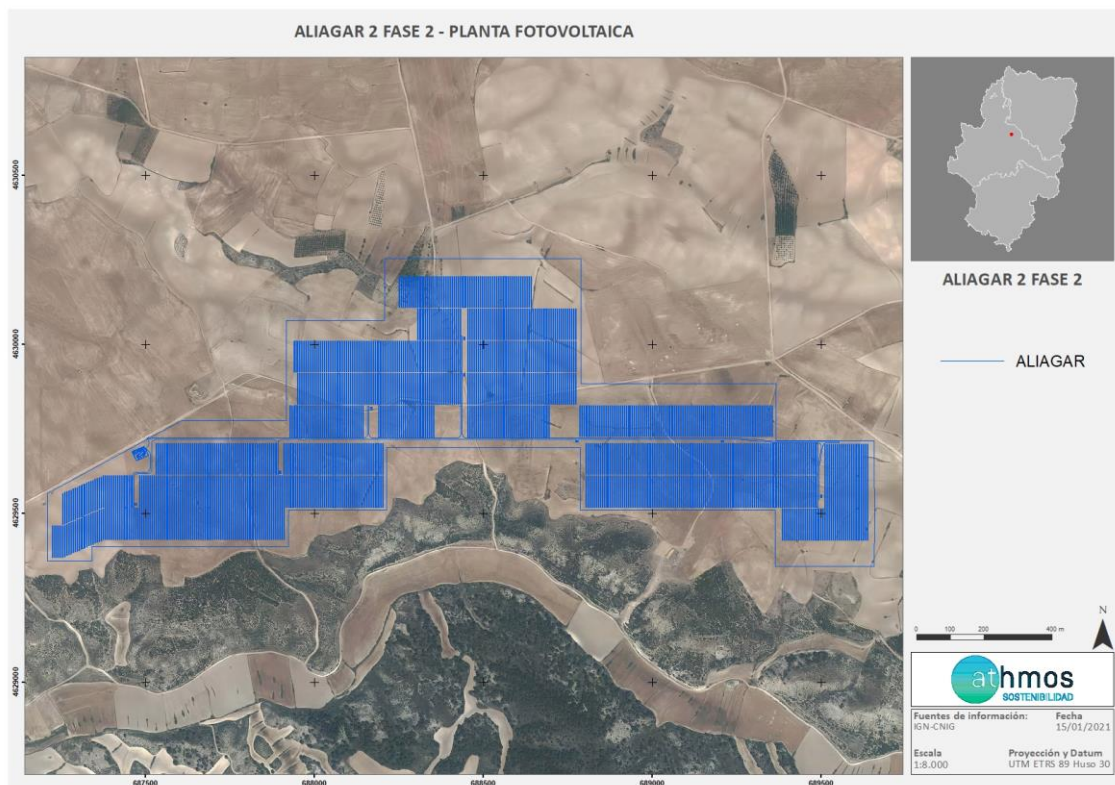 ALIAGAR 2 FASE 2 - PLANTA FOTOVOLTAICA
4630500
4630000
4629500
4629000
687500
688000
688500
689000
689500
ALIAGAR 2 FASE 2
ALIAGAR
N
0 100 200 400 m
athmos
SOSTENIBILIDAD
Fuentes de información:
IGN-CNIG
Fecha
15/01/2021
Escala
1:8.000
Proyección y Datum
UTM ETRS 89 Huso 30